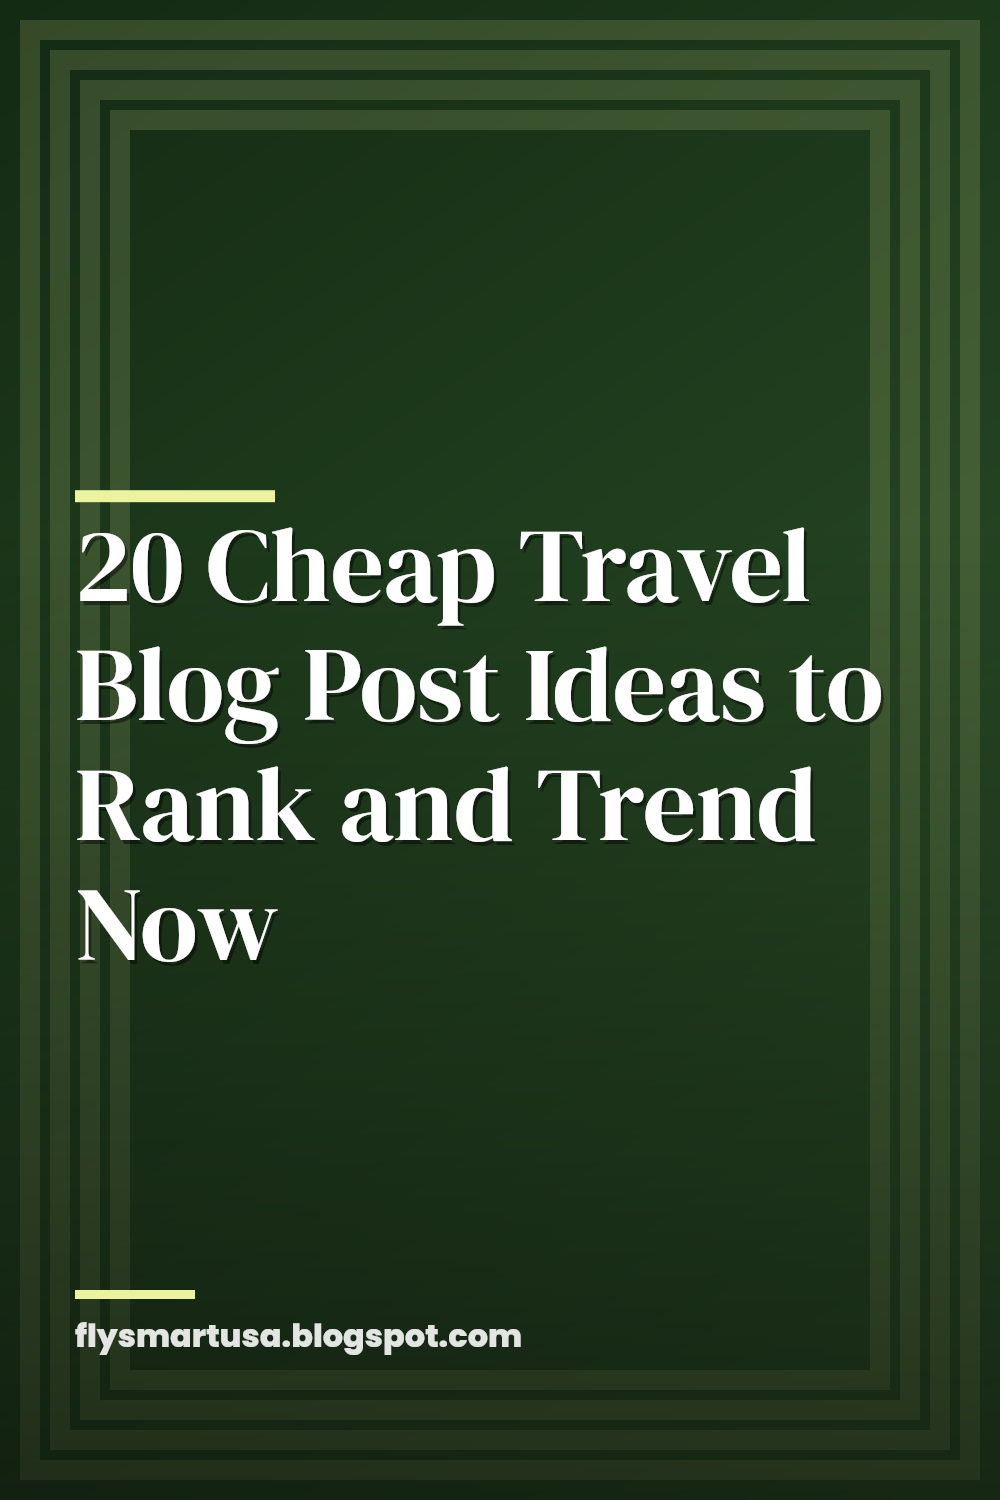 20 Cheap Travel
Blog Post Ideas to
Rank and Trend
Now
flysmartusa.blogspot.com